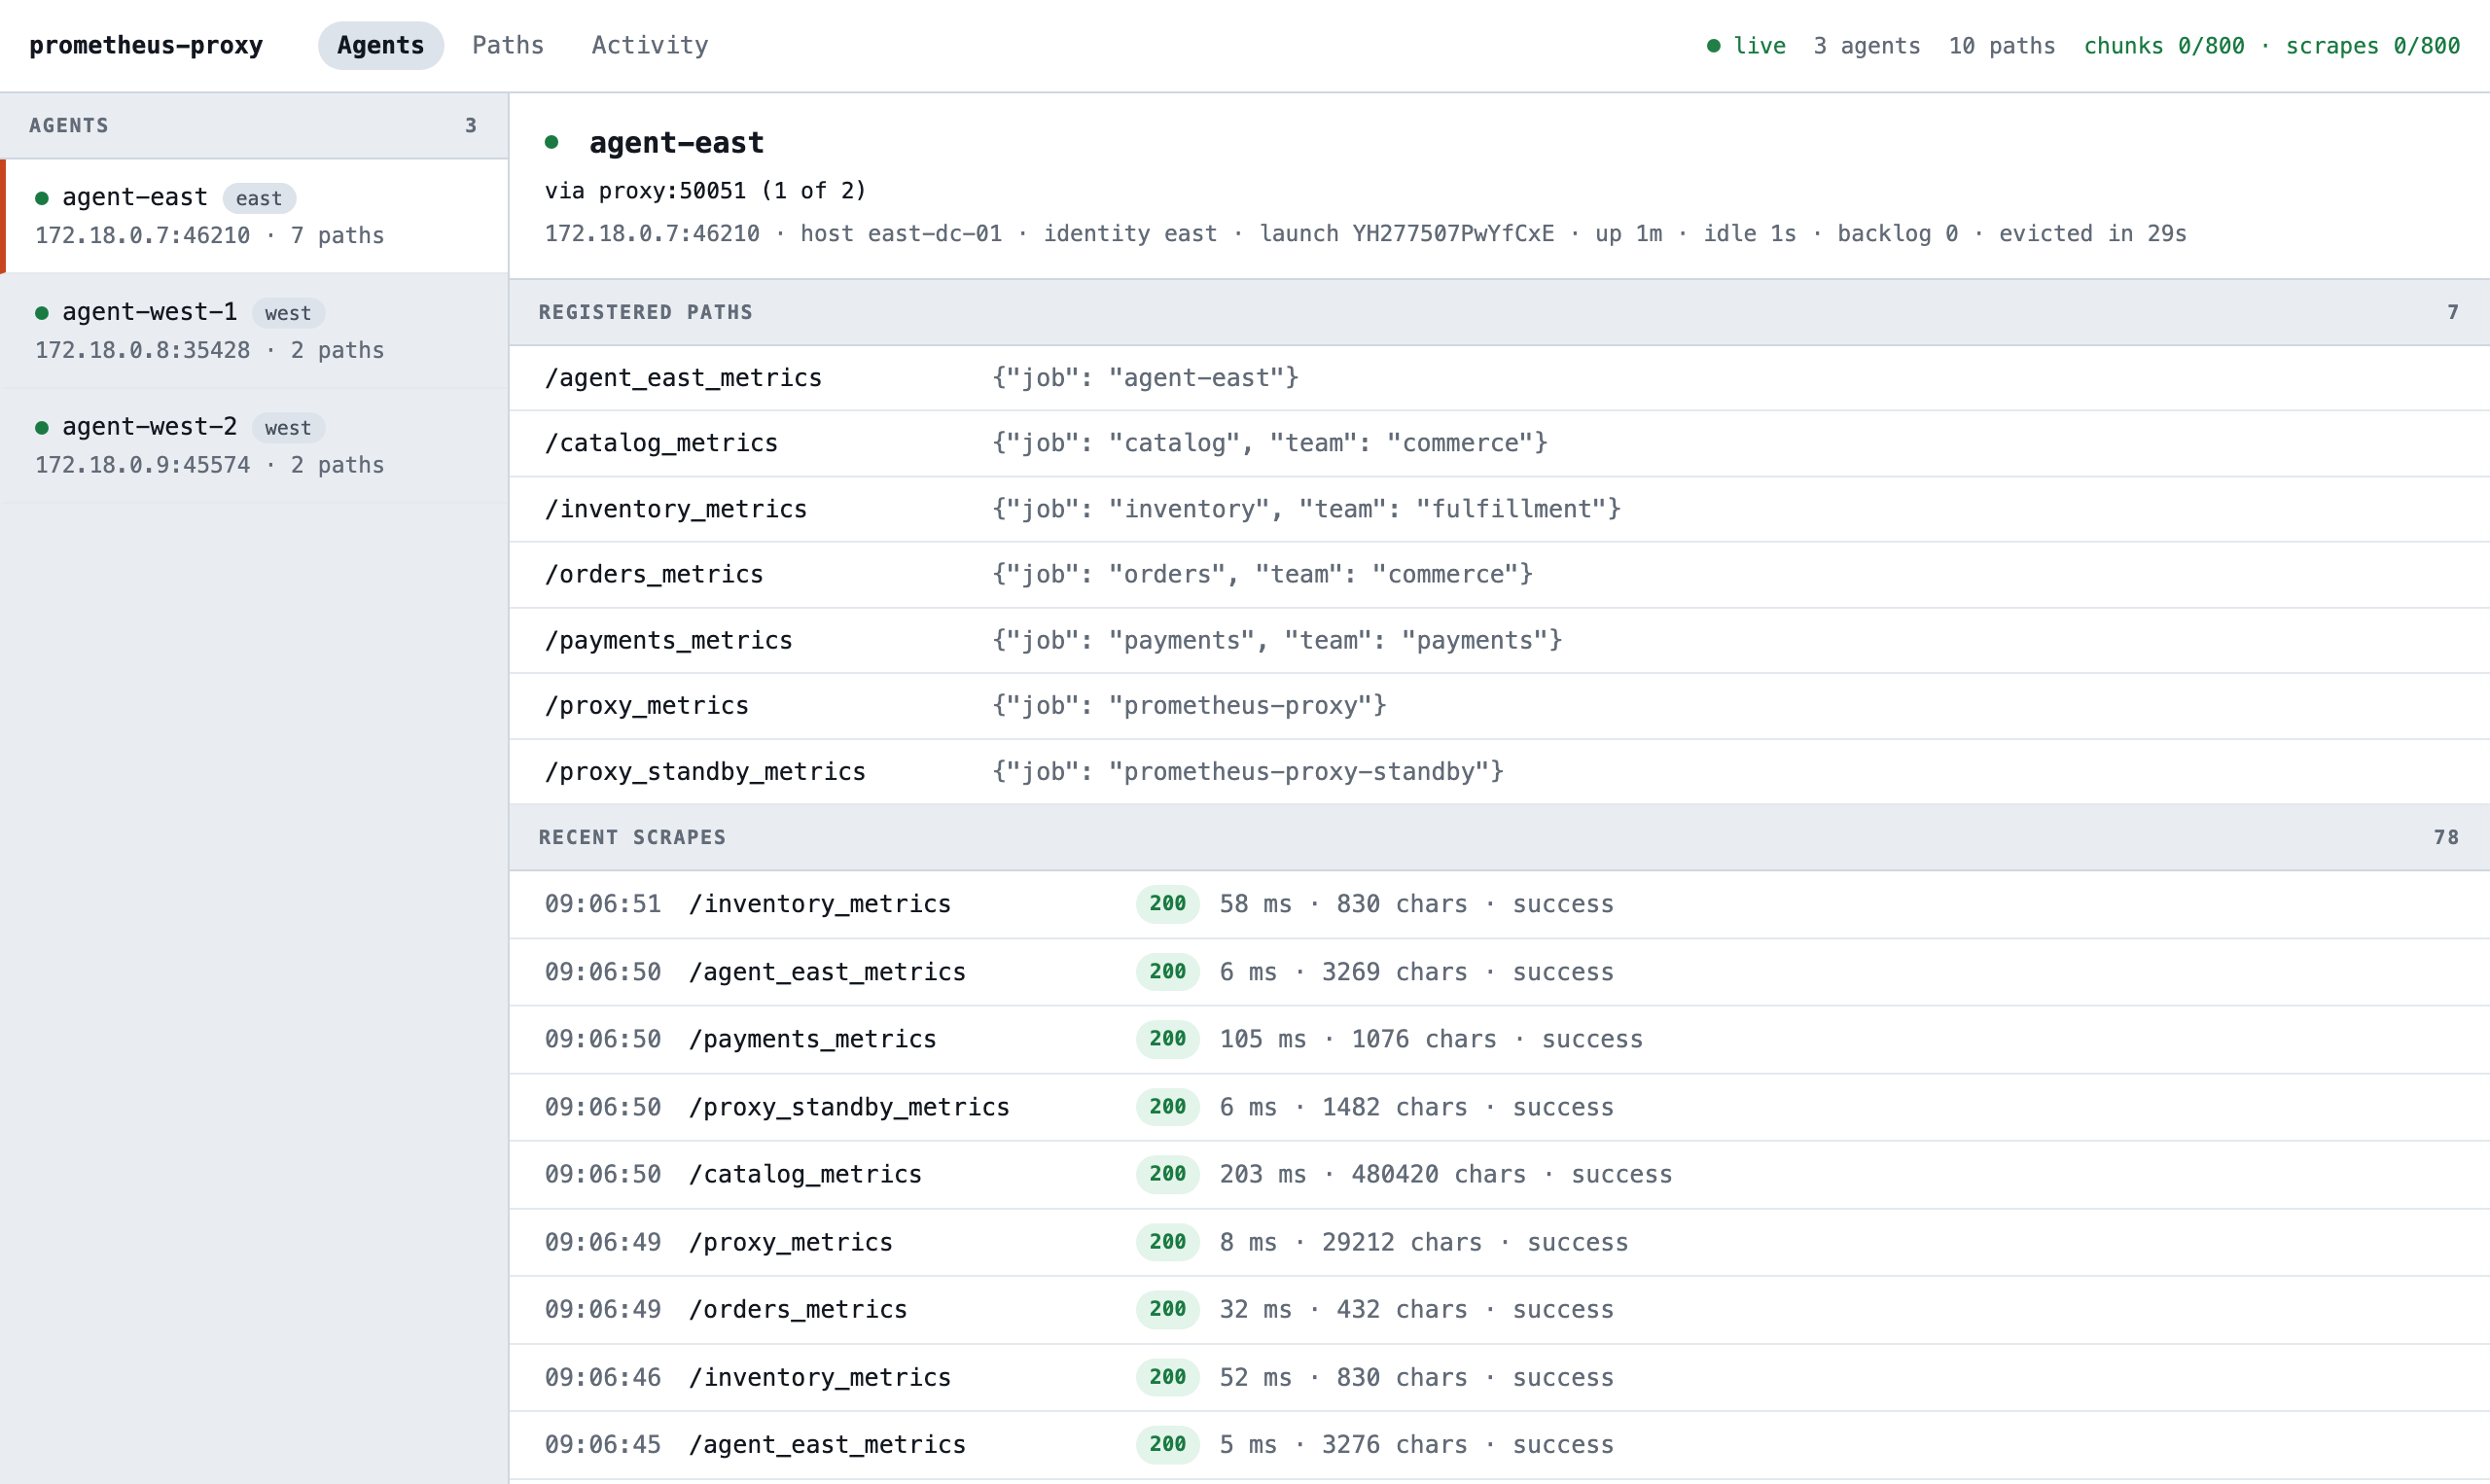 prometheus-proxy Agents Paths Activity live 3 agents 10 paths chunks 0/800 · scrapes 0/800
AGENTS 3
agent-east east
172.18.0.7:46210 · 7 paths
agent-west-1 west
172.18.0.8:35428 · 2 paths
agent-west-2 west
172.18.0.9:45574 · 2 paths
agent-east
via proxy:50051 (1 of 2)
172.18.0.7:46210 · host east-dc-01 · identity east · launch YH277507PwYfCxE · up 1m · idle 1s · backlog 0 · evicted in 29s
REGISTERED PATHS 7
/agent_east_metrics {"job": "agent-east"}
/catalog_metrics {"job": "catalog", "team": "commerce"}
/inventory_metrics {"job": "inventory", "team": "fulfillment"}
/orders_metrics {"job": "orders", "team": "commerce"}
/payments_metrics {"job": "payments", "team": "payments"}
/proxy_metrics {"job": "prometheus-proxy"}
/proxy_standby_metrics {"job": "prometheus-proxy-standby"}
RECENT SCRAPES 78
09:06:51 /inventory_metrics 200 58 ms · 830 chars · success
09:06:50 /agent_east_metrics 200 6 ms · 3269 chars · success
09:06:50 /payments_metrics 200 105 ms · 1076 chars · success
09:06:50 /proxy_standby_metrics 200 6 ms · 1482 chars · success
09:06:50 /catalog_metrics 200 203 ms · 480420 chars · success
09:06:49 /proxy_metrics 200 8 ms · 29212 chars · success
09:06:49 /orders_metrics 200 32 ms · 432 chars · success
09:06:46 /inventory_metrics 200 52 ms · 830 chars · success
09:06:45 /agent_east_metrics 200 5 ms · 3276 chars · success